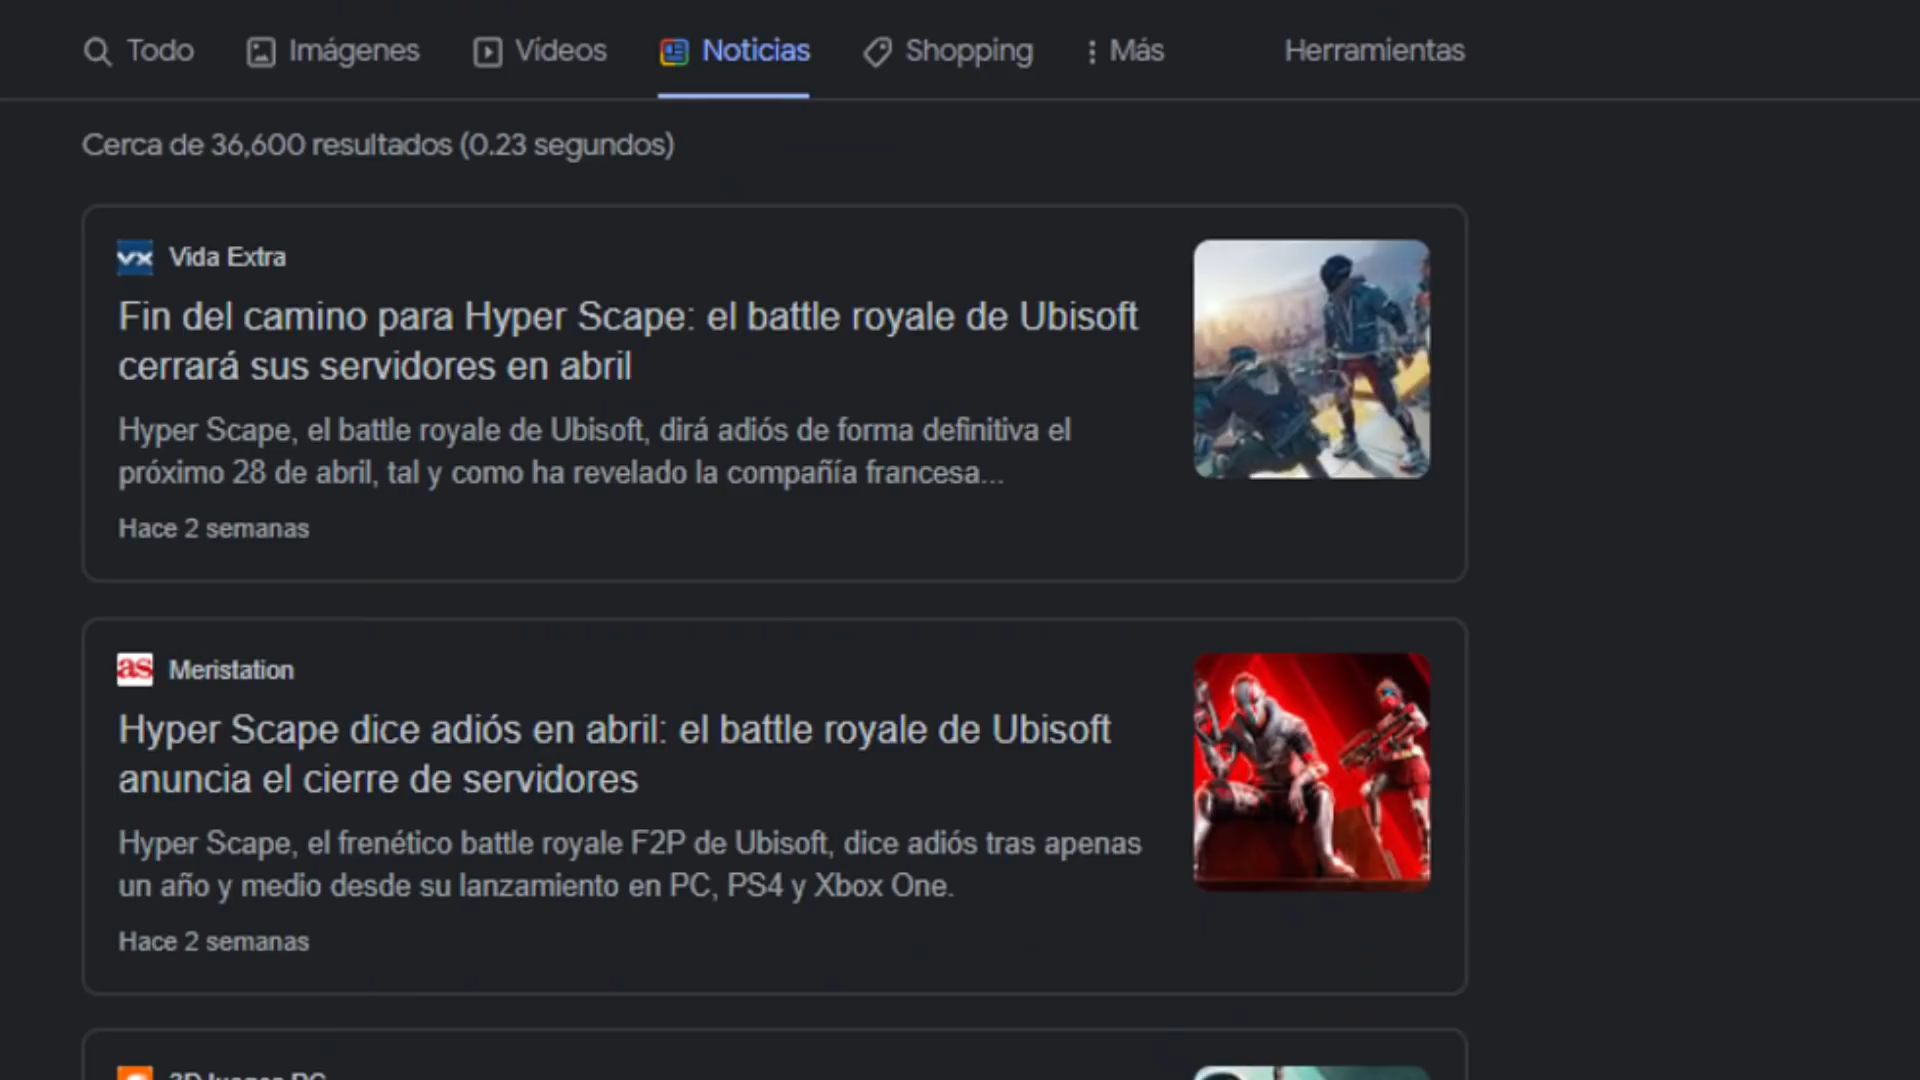 Todo Imágenes Vídeos Noticias Shopping Más Herramientas
Cerca de 36,600 resultados (0.23 segundos)
vx Vida Extra
Fin del camino para Hyper Scape: el battle royale de Ubisoft
cerrará sus servidores en abril
Hyper Scape, el battle royale de Ubisoft, dirá adiós de forma definitiva el
próximo 28 de abril, tal y como ha revelado la compañía francesa...
Hace 2 semanas
as Meristation
Hyper Scape dice adiós en abril: el battle royale de Ubisoft
anuncia el cierre de servidores
Hyper Scape, el frenético battle royale F2P de Ubisoft, dice adiós tras apenas
un año y medio desde su lanzamiento en PC, PS4 y Xbox One.
Hace 2 semanas
3DJuegos PC